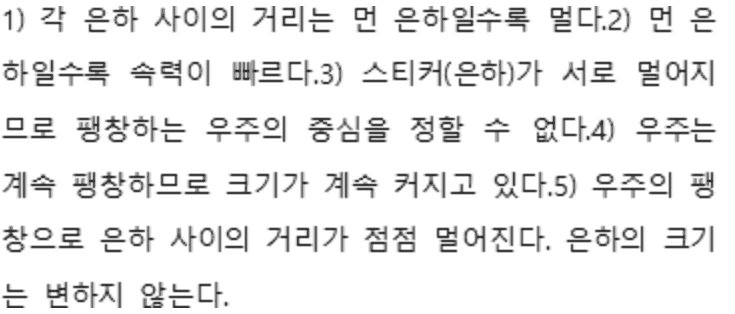 1) 각 은하 사이의 거리는 먼 은하일수록 멀다.2) 먼 은
하일수록 속력이 빠르다.3) 스티커(은하)가 서로 멀어지
므로 팽창하는 우주의 중심을 정할 수 없다.4) 우주는
계속 팽창하므로 크기가 계속 커지고 있다.5) 우주의 팽
창으로 은하 사이의 거리가 점점 멀어진다. 은하의 크기
는 변하지 않는다.